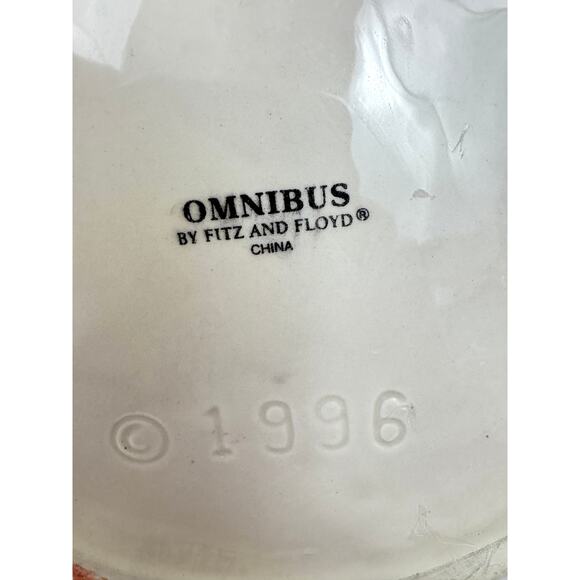 OMNIBUS
BY FITZ AND FLOYD®
CHINA
© 1996